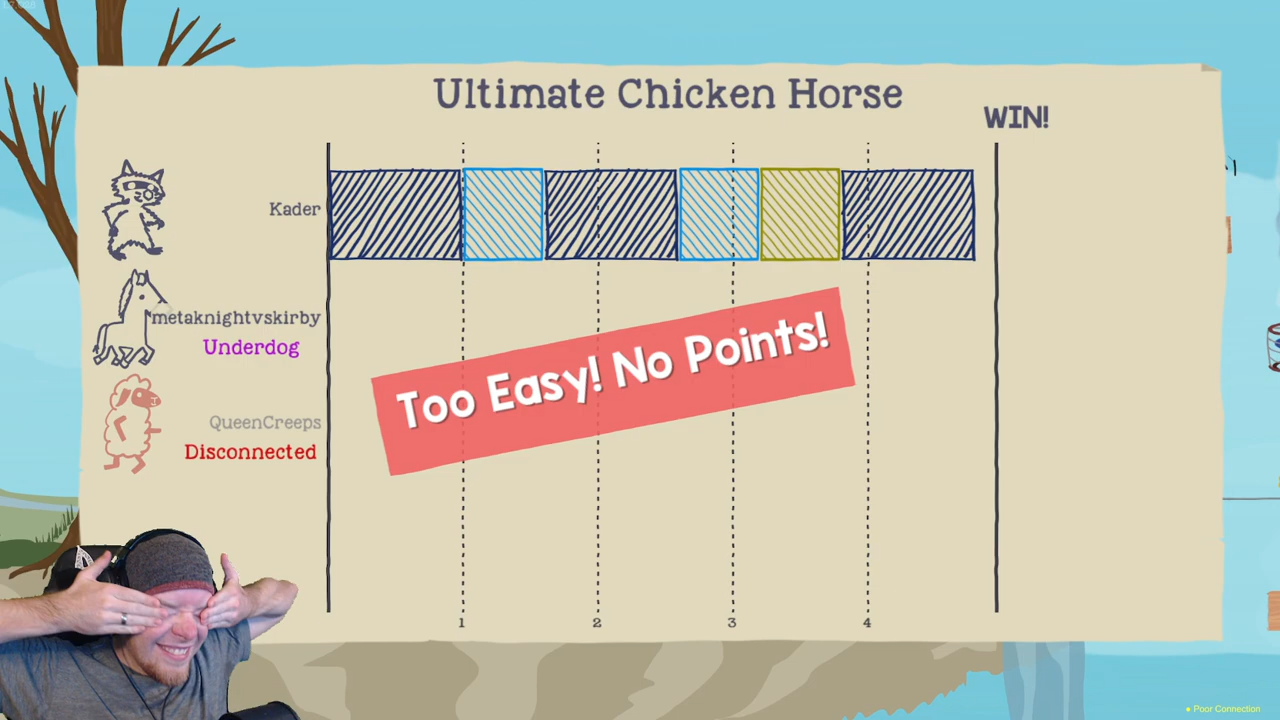 Ultimate Chicken Horse
WIN!
Kader
metaknightvskirby
Underdog
Too Easy! No Points!
QueenCreeps
Disconnected
1 2 3 4
Poor Connection